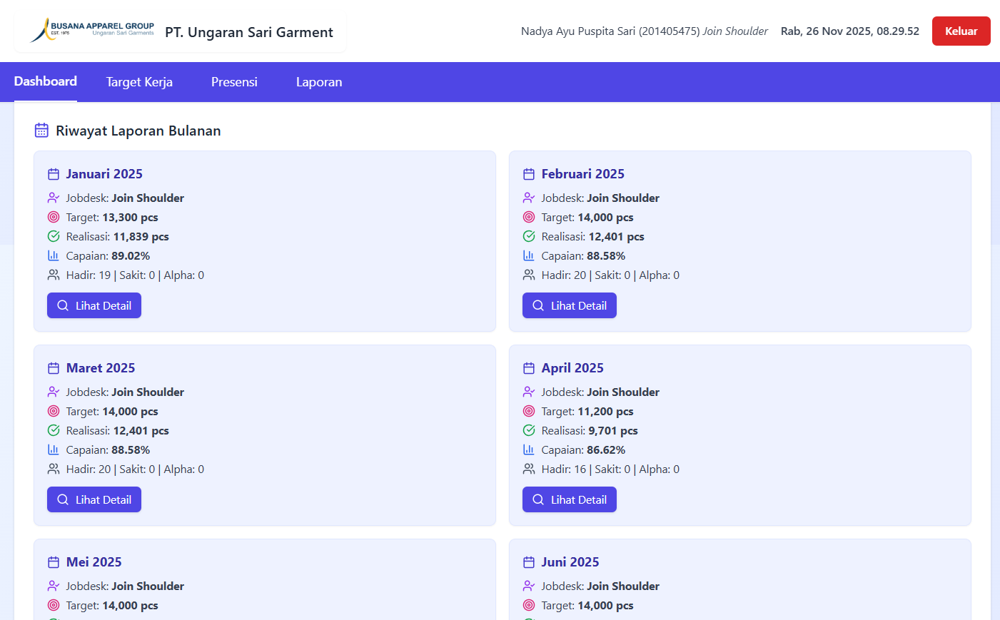 BUSANA APPAREL GROUP
EST. 1975 Ungaran Sari Garments
PT. Ungaran Sari Garment
Nadya Ayu Puspita Sari (201405475) Join Shoulder
Rab, 26 Nov 2025, 08.29.52
Keluar
Dashboard
Target Kerja
Presensi
Laporan
Riwayat Laporan Bulanan
Januari 2025
Jobdesk: Join Shoulder
Target: 13,300 pcs
Realisasi: 11,839 pcs
Capaian: 89.02%
Hadir: 19 | Sakit: 0 | Alpha: 0
Lihat Detail
Februari 2025
Jobdesk: Join Shoulder
Target: 14,000 pcs
Realisasi: 12,401 pcs
Capaian: 88.58%
Hadir: 20 | Sakit: 0 | Alpha: 0
Lihat Detail
Maret 2025
Jobdesk: Join Shoulder
Target: 14,000 pcs
Realisasi: 12,401 pcs
Capaian: 88.58%
Hadir: 20 | Sakit: 0 | Alpha: 0
Lihat Detail
April 2025
Jobdesk: Join Shoulder
Target: 11,200 pcs
Realisasi: 9,701 pcs
Capaian: 86.62%
Hadir: 16 | Sakit: 0 | Alpha: 0
Lihat Detail
Mei 2025
Jobdesk: Join Shoulder
Target: 14,000 pcs
Juni 2025
Jobdesk: Join Shoulder
Target: 14,000 pcs